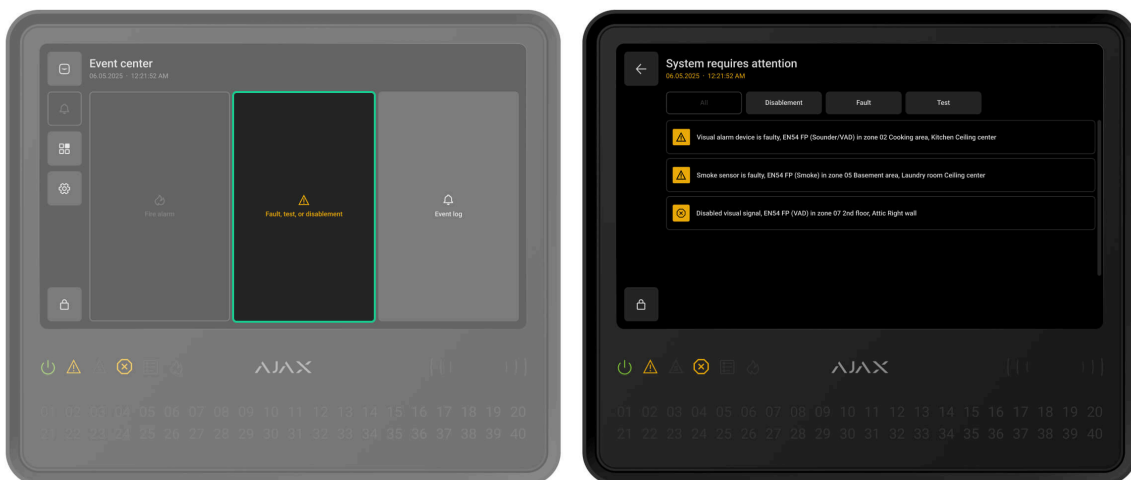 Event center
06.05.2025 · 12:21:52 AM
Fire alarm
Fault, test, or disablement
Event log
AJAX
01 02 03 04 05 06 07 08 09 10 11 12 13 14 15 16 17 18 19 20
21 22 23 24 25 26 27 28 29 30 31 32 33 34 35 36 37 38 39 40
System requires attention
06.05.2025 · 12:21:52 AM
All
Disablement
Fault
Test
Visual alarm device is faulty, EN54 FP (Sounder/VAD) in zone 02 Cooking area, Kitchen Ceiling center
Smoke sensor is faulty, EN54 FP (Smoke) in zone 05 Basement area, Laundry room Ceiling center
Disabled visual signal, EN54 FP (VAD) in zone 07 2nd floor, Attic Right wall
AJAX
01 02 03 04 05 06 07 08 09 10 11 12 13 14 15 16 17 18 19 20
21 22 23 24 25 26 27 28 29 30 31 32 33 34 35 36 37 38 39 40